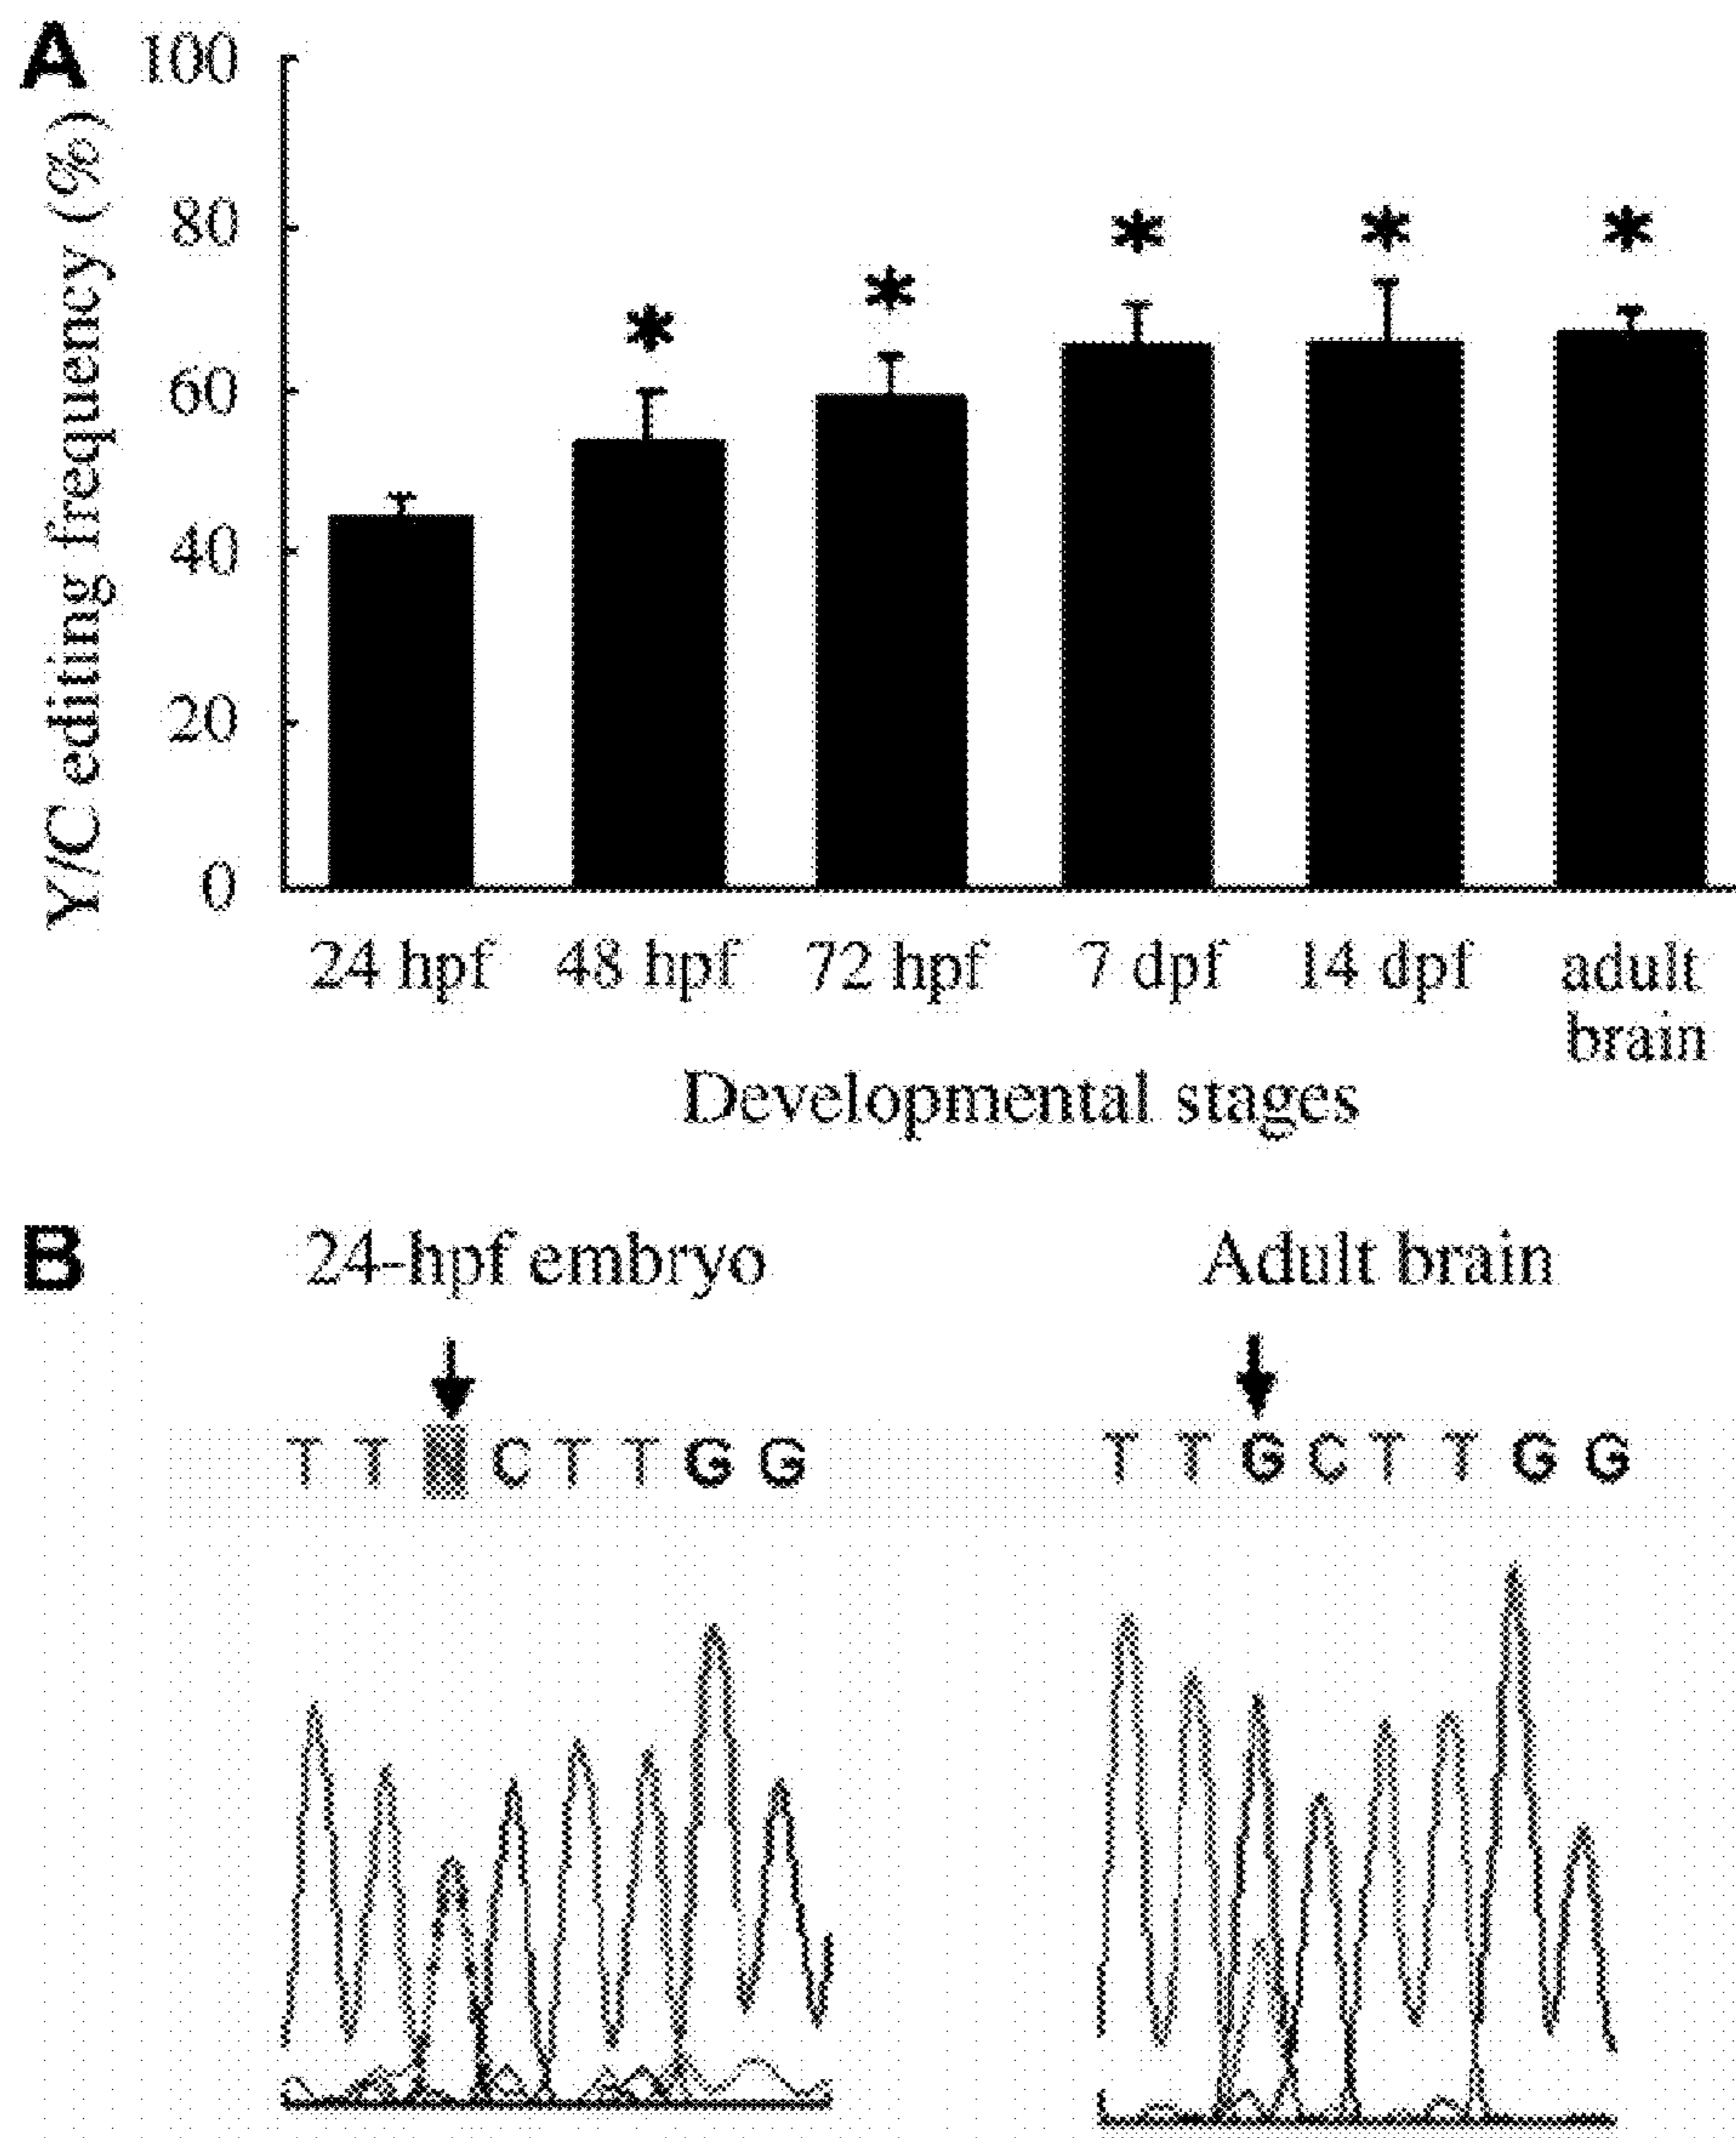 A
100
80
60
40
20
0
Y/C editing frequency (%)
* * * * *
24 hpf 48 hpf 72 hpf 7 dpf 14 dpf adult brain
Developmental stages
B
24-hpf embryo Adult brain
T T N C T T G G T T G C T T G G